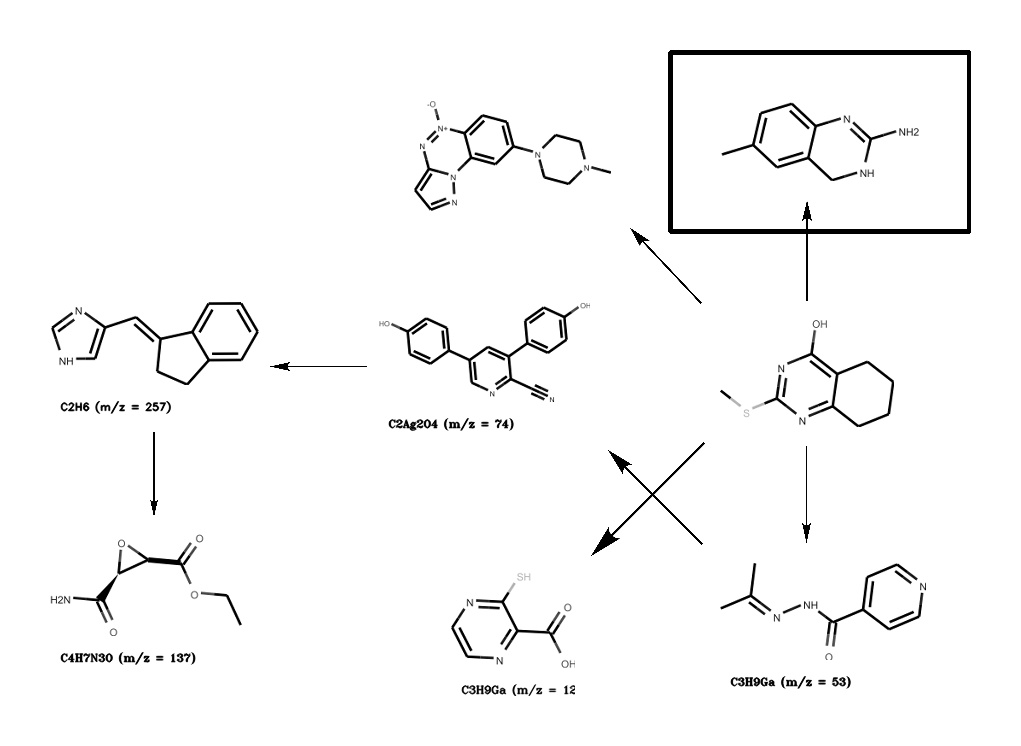 -O
N+
N
N
N
N
N
N
NH2
NH
N
NH
HO
OH
N
N
OH
N
N
S
C2H6 (m/z = 257)
C2Ag2O4 (m/z = 74)
O
O
O
H2N
O
SH
N
N
O
OH
N
NH
N
O
C4H7N3O (m/z = 137)
C3H9Ga (m/z = 12
C3H9Ga (m/z = 53)